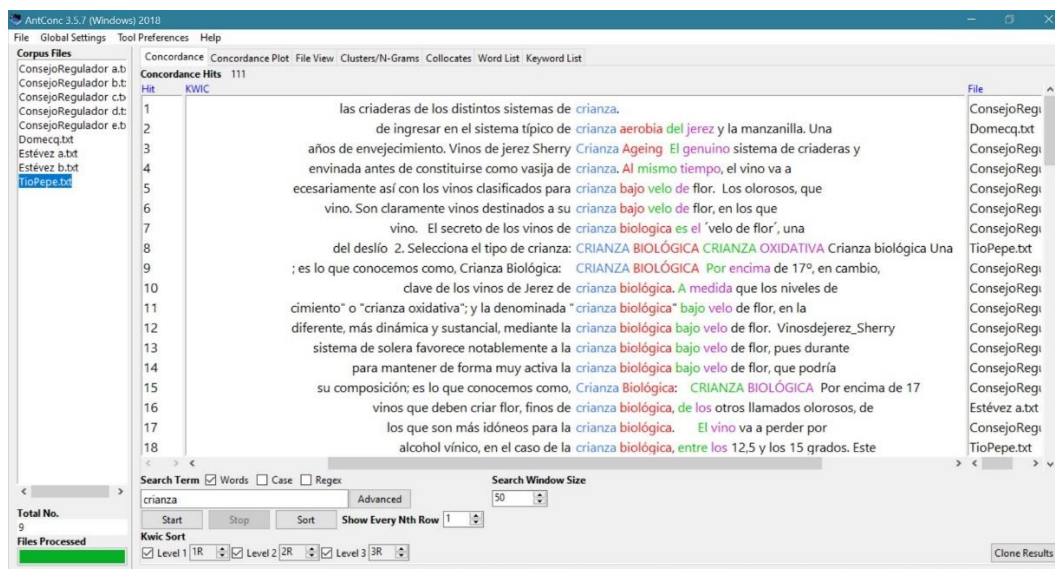 AntConc 3.5.7 (Windows) 2018
File Global Settings Tool Preferences Help
Corpus Files
ConsejoRegulador a.t
ConsejoRegulador b.t
ConsejoRegulador c.t
ConsejoRegulador d.t
ConsejoRegulador e.t
Domecq.txt
Estévez a.txt
Estévez b.txt
TioPepe.txt
Total No.
9
Files Processed
Concordance Concordance Plot File View Clusters/N-Grams Collocates Word List Keyword List
Concordance Hits 111
Hit KWIC File
1 las criaderas de los distintos sistemas de crianza. ConsejoRegu
2 de ingresar en el sistema típico de crianza aerobia del jerez y la manzanilla. Una Domecq.txt
3 años de envejecimiento. Vinos de jerez Sherry Crianza Ageing El genuino sistema de criaderas y ConsejoRegu
4 envinada antes de constituirse como vasija de crianza. Al mismo tiempo, el vino va a ConsejoRegu
5 ecesariamente así con los vinos clasificados para crianza bajo velo de flor. Los olorosos, que ConsejoRegu
6 vino. Son claramente vinos destinados a su crianza bajo velo de flor, en los que ConsejoRegu
7 vino. El secreto de los vinos de crianza biologica es el ´velo de flor´, una ConsejoRegu
8 del deslío 2. Selecciona el tipo de crianza: CRIANZA BIOLÓGICA CRIANZA OXIDATIVA Crianza biológica Una TioPepe.txt
9 ; es lo que conocemos como, Crianza Biológica: CRIANZA BIOLÓGICA Por encima de 17º, en cambio, ConsejoRegu
10 clave de los vinos de Jerez de crianza biológica. A medida que los niveles de ConsejoRegu
11 cimiento" o "crianza oxidativa"; y la denominada "crianza biológica" bajo velo de flor, en la ConsejoRegu
12 diferente, más dinámica y sustancial, mediante la crianza biológica bajo velo de flor. Vinosdejerez_Sherry ConsejoRegu
13 sistema de solera favorece notablemente a la crianza biológica bajo velo de flor, pues durante ConsejoRegu
14 para mantener de forma muy activa la crianza biológica bajo velo de flor, que podría ConsejoRegu
15 su composición; es lo que conocemos como, Crianza Biológica: CRIANZA BIOLÓGICA Por encima de 17 ConsejoRegu
16 vinos que deben criar flor, finos de crianza biológica, de los otros llamados olorosos, de Estévez a.txt
17 los que son más idóneos para la crianza biológica. El vino va a perder por ConsejoRegu
18 alcohol vínico, en el caso de la crianza biológica, entre los 12,5 y los 15 grados. Este TioPepe.txt
Search Term Words Case Regex Search Window Size
crianza Advanced 50
Start Stop Sort Show Every Nth Row 1
Kwic Sort
Level 1 1R Level 2 2R Level 3 3R Clone Results